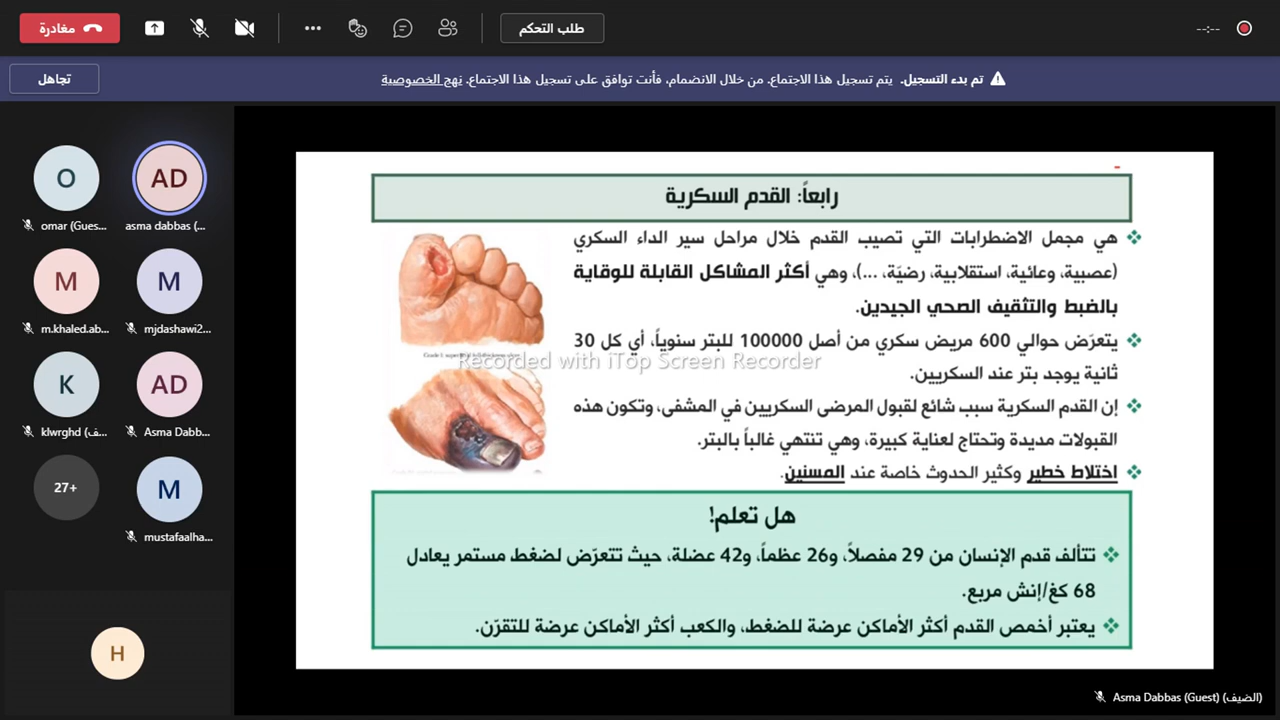 مغادرة
طلب التحكم
--:--
تم بدء التسجيل. يتم تسجيل هذا الاجتماع. من خلال الانضمام، فأنت توافق على تسجيل هذا الاجتماع. نهج الخصوصية
تجاهل
AD
O
asma dabbas (...
omar (Gues...
M
M
mjdashawi2...
m.khaled.ab...
AD
K
Asma Dabb...
klwrghd (ف...
M
27+
mustafaalha...
H
رابعاً: القدم السكرية
هي مجمل الاضطرابات التي تصيب القدم خلال مراحل سير الداء السكري
(عصبية، وعائية، استقلابية، رضيّة، ...)، وهي أكثر المشاكل القابلة للوقاية
بالضبط والتثقيف الصحي الجيدين.
يتعرّض حوالي 600 مريض سكري من أصل 100000 للبتر سنوياً، أي كل 30
ثانية يوجد بتر عند السكريين.
إن القدم السكرية سبب شائع لقبول المرضى السكريين في المشفى، وتكون هذه
القبولات مديدة وتحتاج لعناية كبيرة، وهي تنتهي غالباً بالبتر.
اختلاط خطير وكثير الحدوث خاصة عند المسنين.
Recorded with iTop Screen Recorder
هل تعلم!
تتألف قدم الإنسان من 29 مفصلاً، و26 عظماً، و42 عضلة، حيث تتعرّض لضغط مستمر يعادل
68 كغ/إنش مربع.
يعتبر أخمص القدم أكثر الأماكن عرضة للضغط، والكعب أكثر الأماكن عرضة للتقرّن.
Asma Dabbas (Guest) (الضيف)